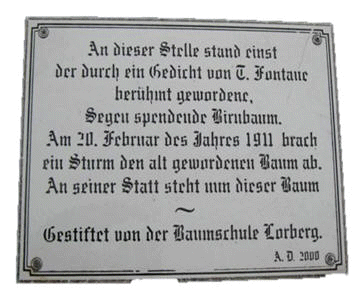 An dieser Stelle stand einst
der durch ein Gedicht von T. Fontane
berühmt gewordene,
Segen spendende Birnbaum.
Am 20. Februar des Jahres 1911 brach
ein Sturm den alt gewordenen Baum ab.
An seiner Statt steht nun dieser Baum
~
Gestiftet von der Baumschule Lorberg.
A. D. 2000